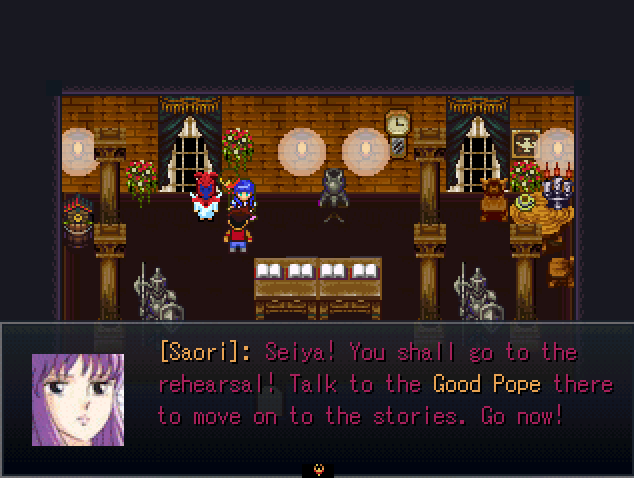 [Saori]: Seiya! You shall go to the
rehearsal! Talk to the Good Pope there
to move on to the stories. Go now!